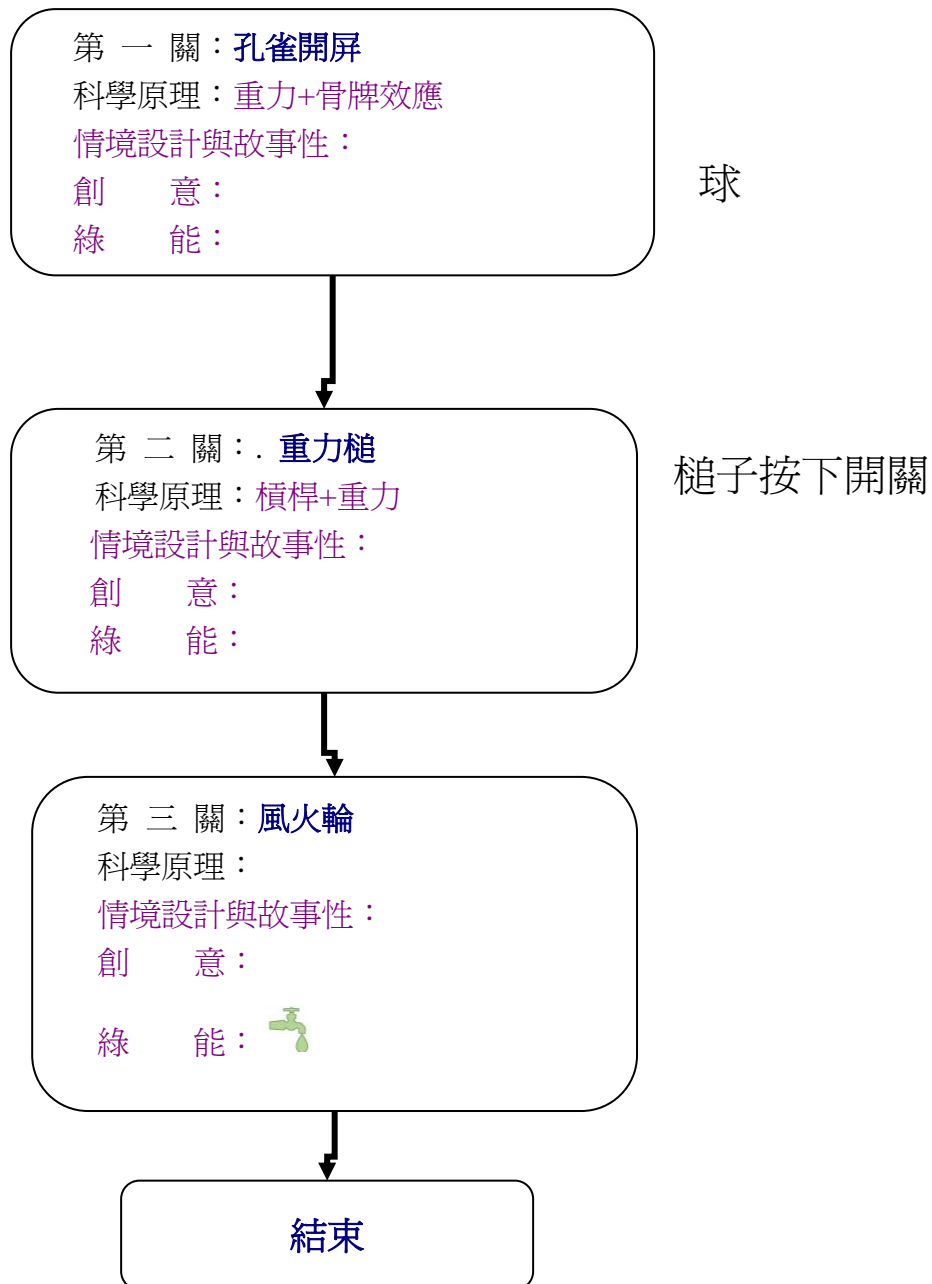 第 一 關：孔雀開屏
科學原理：重力+骨牌效應
情境設計與故事性：
創　　意：
綠　　能：
球
第 二 關：. 重力槌
科學原理：槓桿+重力
情境設計與故事性：
創　　意：
綠　　能：
槌子按下開關
第 三 關：風火輪
科學原理：
情境設計與故事性：
創　　意：
綠　　能：
結束